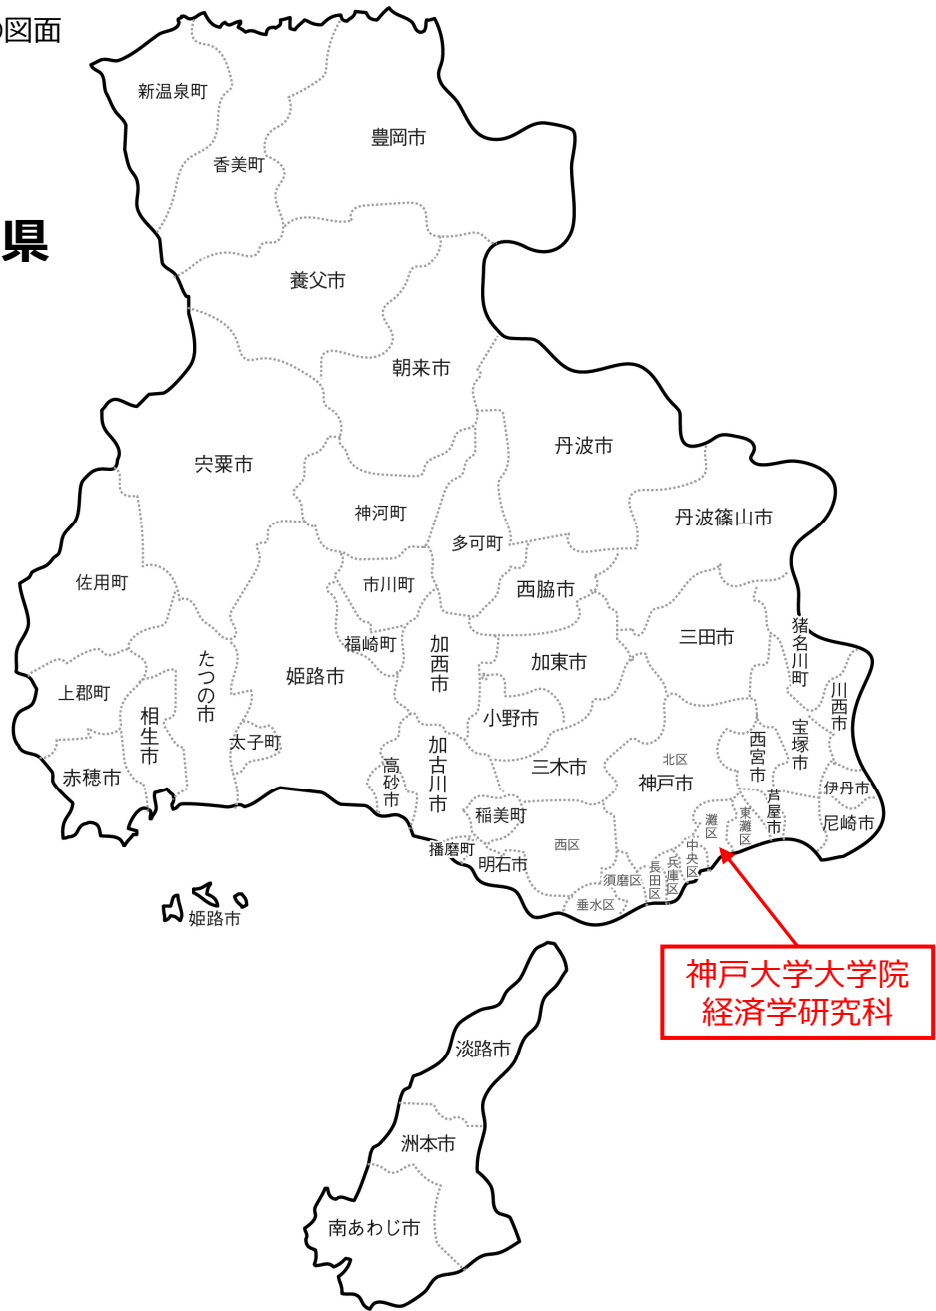 の図面
新温泉町
豊岡市
香美町
県
養父市
朝来市
丹波市
宍粟市
神河町
丹波篠山市
多可町
佐用町
市川町
西脇市
猪名川町
三田市
福崎町
加西市
加東市
たつの市
姫路市
上郡町
川西市
相生市
小野市
宝塚市
太子町
加古川市
西宮市
北区
三木市
神戸市
赤穂市
高砂市
伊丹市
芦屋市
稲美町
灘区
東灘区
尼崎市
播磨町
西区
中央区
明石市
兵庫区
長田区
須磨区
垂水区
姫路市
神戸大学大学院
経済学研究科
淡路市
洲本市
南あわじ市